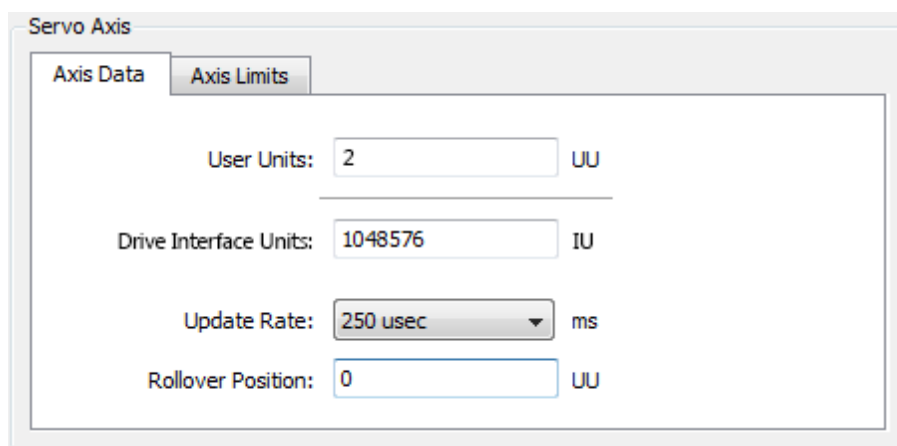 Servo Axis
Axis Data Axis Limits
User Units: 2 UU
Drive Interface Units: 1048576 IU
Update Rate: 250 usec ms
Rollover Position: 0 UU